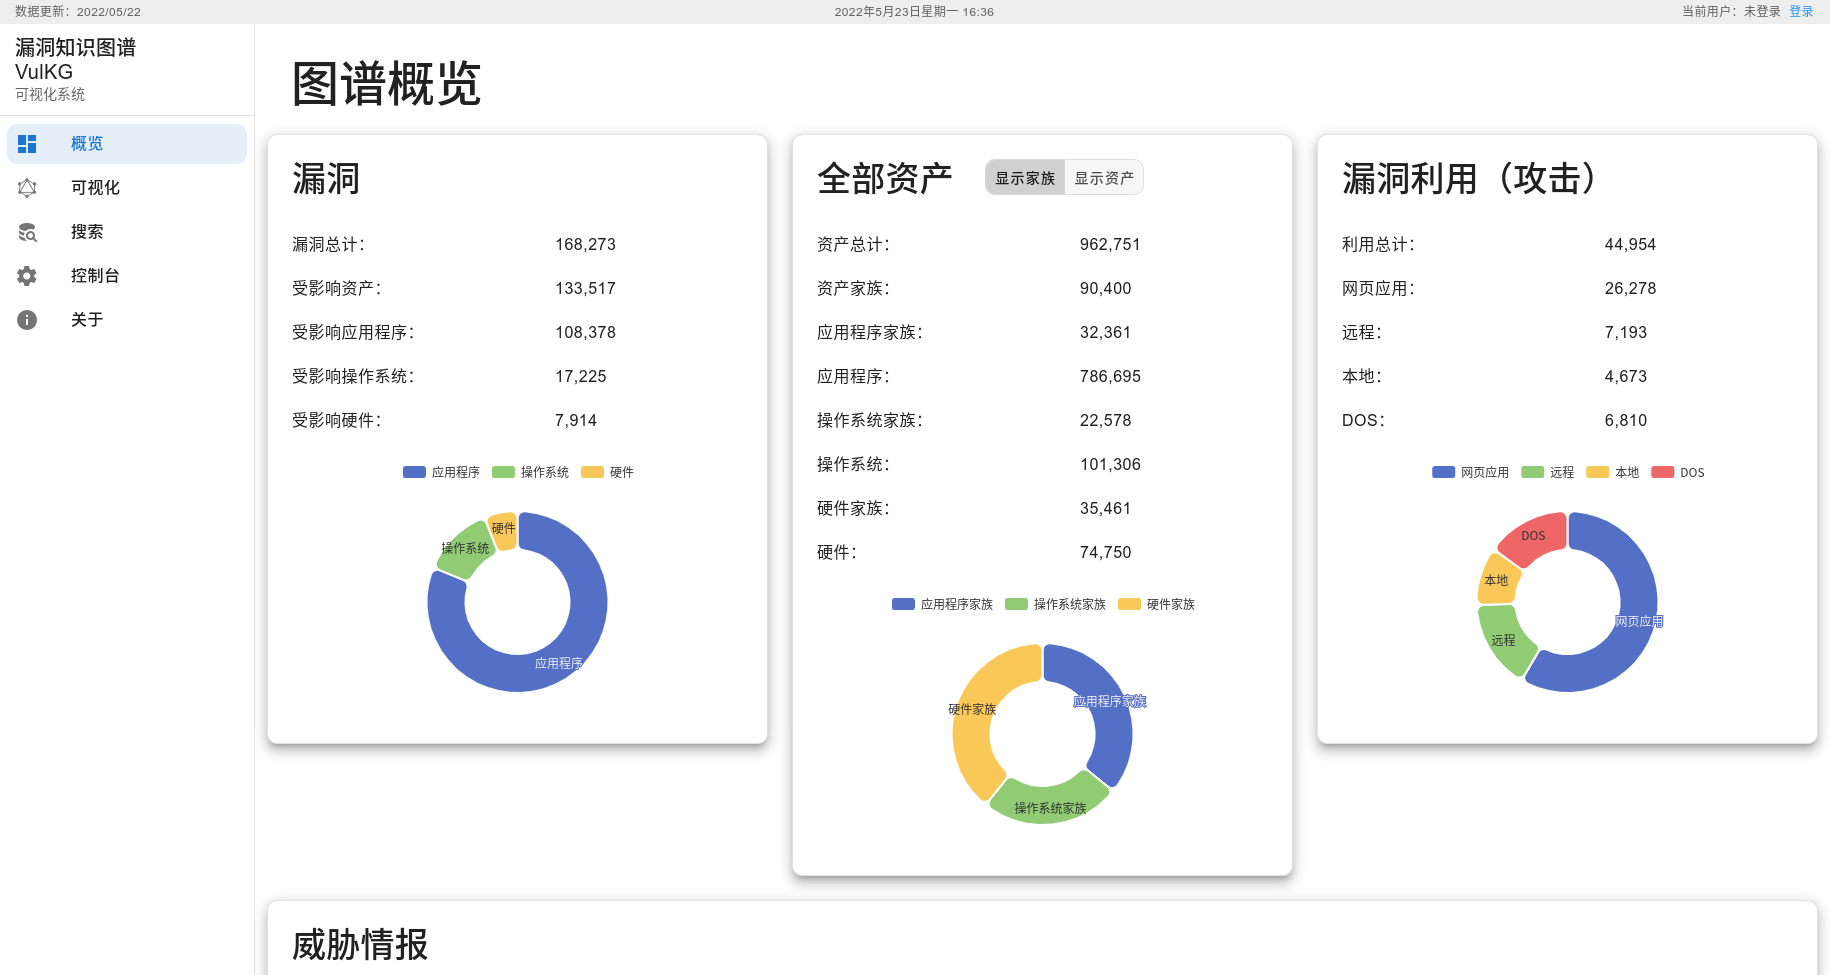 数据更新：2022/05/22
2022年5月23日星期一 16:36
当前用户：未登录 登录
漏洞知识图谱
VulKG
可视化系统
概览
可视化
搜索
控制台
关于
图谱概览
漏洞
漏洞总计： 168,273
受影响资产： 133,517
受影响应用程序： 108,378
受影响操作系统： 17,225
受影响硬件： 7,914
应用程序 操作系统 硬件
硬件
操作系统
应用程序
全部资产 显示家族 显示资产
资产总计： 962,751
资产家族： 90,400
应用程序家族： 32,361
应用程序： 786,695
操作系统家族： 22,578
操作系统： 101,306
硬件家族： 35,461
硬件： 74,750
应用程序家族 操作系统家族 硬件家族
应用程序家族
硬件家族
操作系统家族
漏洞利用（攻击）
利用总计： 44,954
网页应用： 26,278
远程： 7,193
本地： 4,673
DOS： 6,810
网页应用 远程 本地 DOS
DOS
本地
网页应用
远程
威胁情报